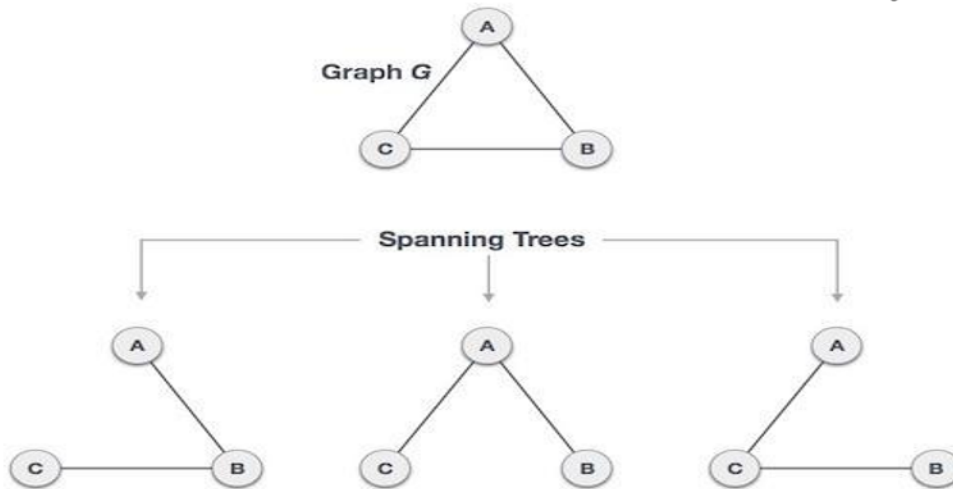 A
Graph G
C B
Spanning Trees
A A A
C B C B C B